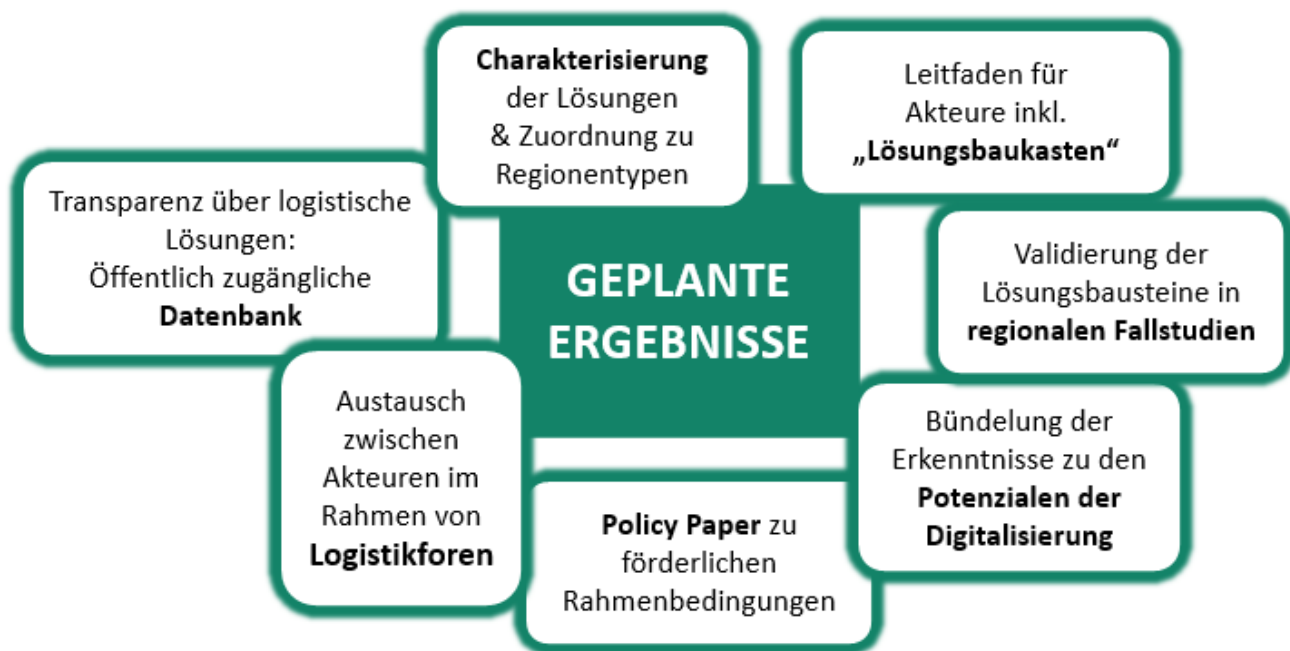 GEPLANTE
ERGEBNISSE
Charakterisierung
der Lösungen
& Zuordnung zu
Regionentypen
Leitfaden für
Akteure inkl.
„Lösungsbaukasten“
Validierung der
Lösungsbausteine in
regionalen Fallstudien
Bündelung der
Erkenntnisse zu den
Potenzialen der
Digitalisierung
Policy Paper zu
förderlichen
Rahmenbedingungen
Austausch
zwischen
Akteuren im
Rahmen von
Logistikforen
Transparenz über logistische
Lösungen:
Öffentlich zugängliche
Datenbank